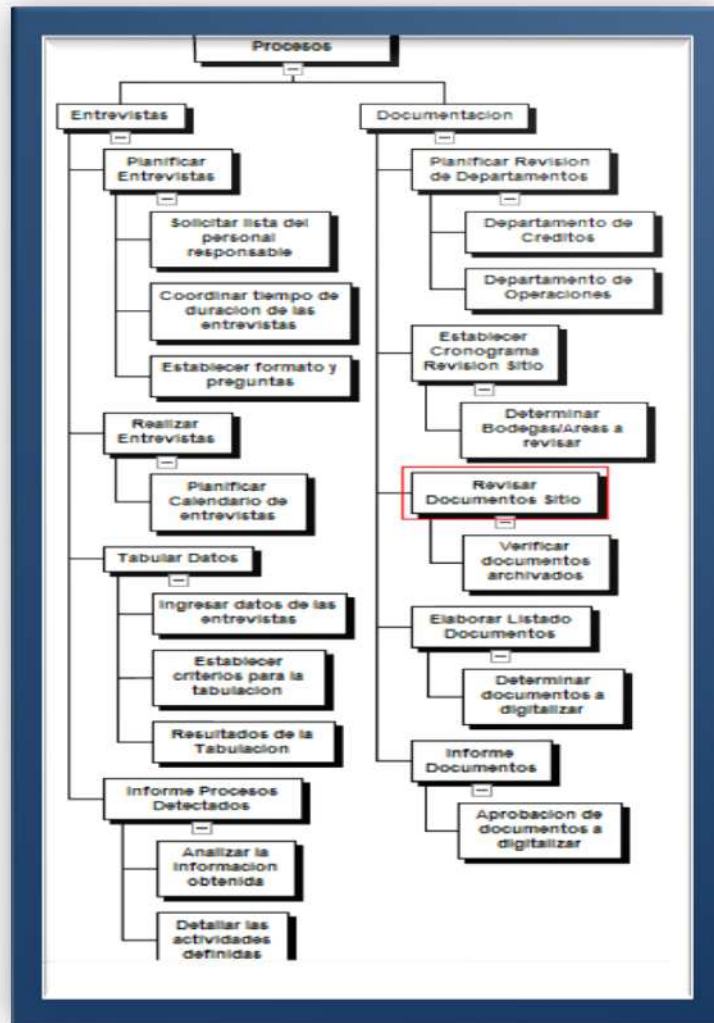 Procesos
Entrevistas
Planificar
Entrevistas
Solicitar lista del
personal
responsable
Coordinar tiempo de
duracion de las
entrevistas
Establecer formato y
preguntas
Realizar
Entrevistas
Planificar
Calendario de
entrevistas
Tabular Datos
Ingresar datos de las
entrevistas
Establecer
criterios para la
tabulacion
Resultados de la
Tabulacion
Informe Procesos
Detectados
Analizar la
Informacion
obtenida
Detallar las
actividades
definidas
Documentacion
Planificar Revision
de Departamentos
Departamento de
Creditos
Departamento de
Operaciones
Establecer
Cronograma
Revision Sitio
Determinar
Bodegas/Areas a
revisar
Revisar
Documentos Sitio
Verificar
documentos
archivados
Elaborar Listado
Documentos
Determinar
documentos a
digitalizar
Informe
Documentos
Aprobacion de
documentos a
digitalizar